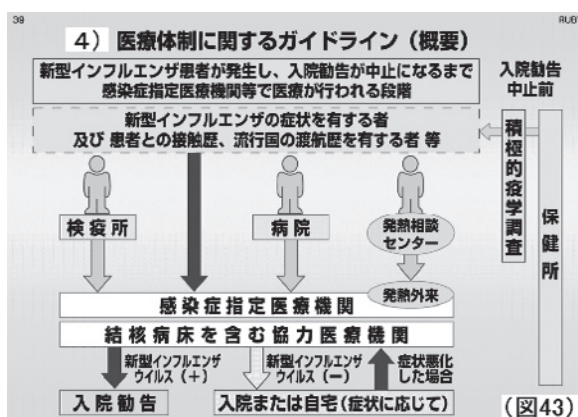 39
RUB
4）医療体制に関するガイドライン（概要）
新型インフルエンザ患者が発生し、入院勧告が中止になるまで
感染症指定医療機関等で医療が行われる段階
入院勧告
中止前
新型インフルエンザの症状を有する者
及び 患者との接触歴、流行国の渡航歴を有する者 等
積極的疫学調査
保健所
検疫所
病院
発熱相談
センター
発熱外来
感染症指定医療機関
結核病床を含む協力医療機関
新型インフルエンザ
ウイルス（＋）
新型インフルエンザ
ウイルス（－）
症状悪化
した場合
入院勧告
入院または自宅（症状に応じて）
（図43）